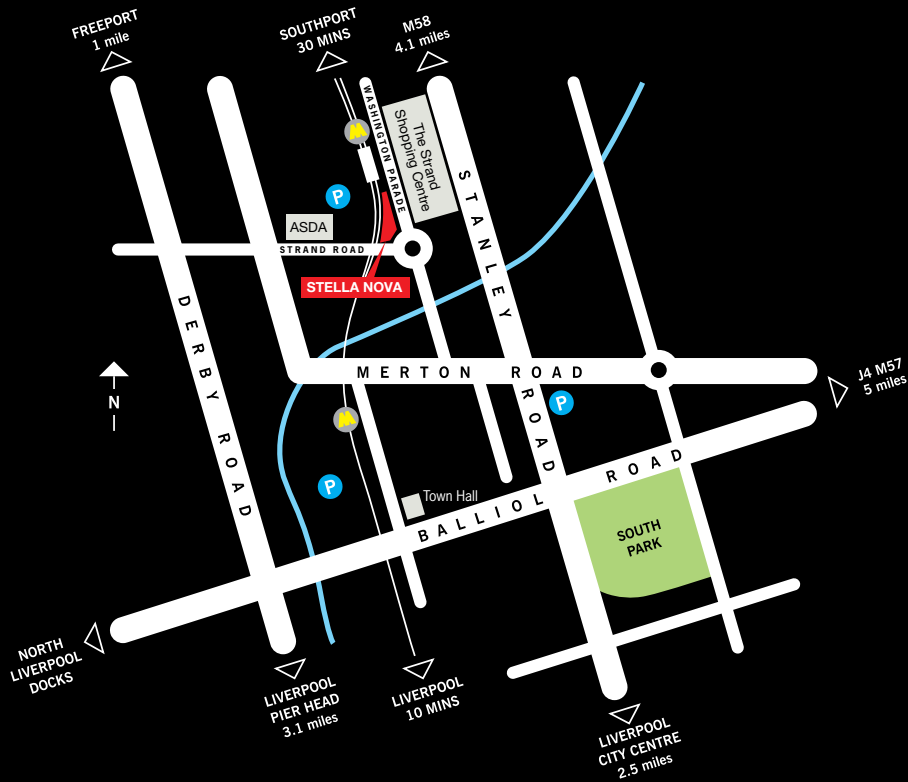 FREEPORT
1 mile
SOUTHPORT
30 MINS
M58
4.1 miles
WASHINGTON PARADE
The Strand
Shopping Centre
P
ASDA
STRAND ROAD
STELLA NOVA
STANLEY ROAD
DERBY ROAD
MERTON ROAD
J4 M57
5 miles
N
P
P
Town Hall
BALLIOL ROAD
SOUTH
PARK
NORTH
LIVERPOOL
DOCKS
LIVERPOOL
PIER HEAD
3.1 miles
LIVERPOOL
10 MINS
LIVERPOOL
CITY CENTRE
2.5 miles